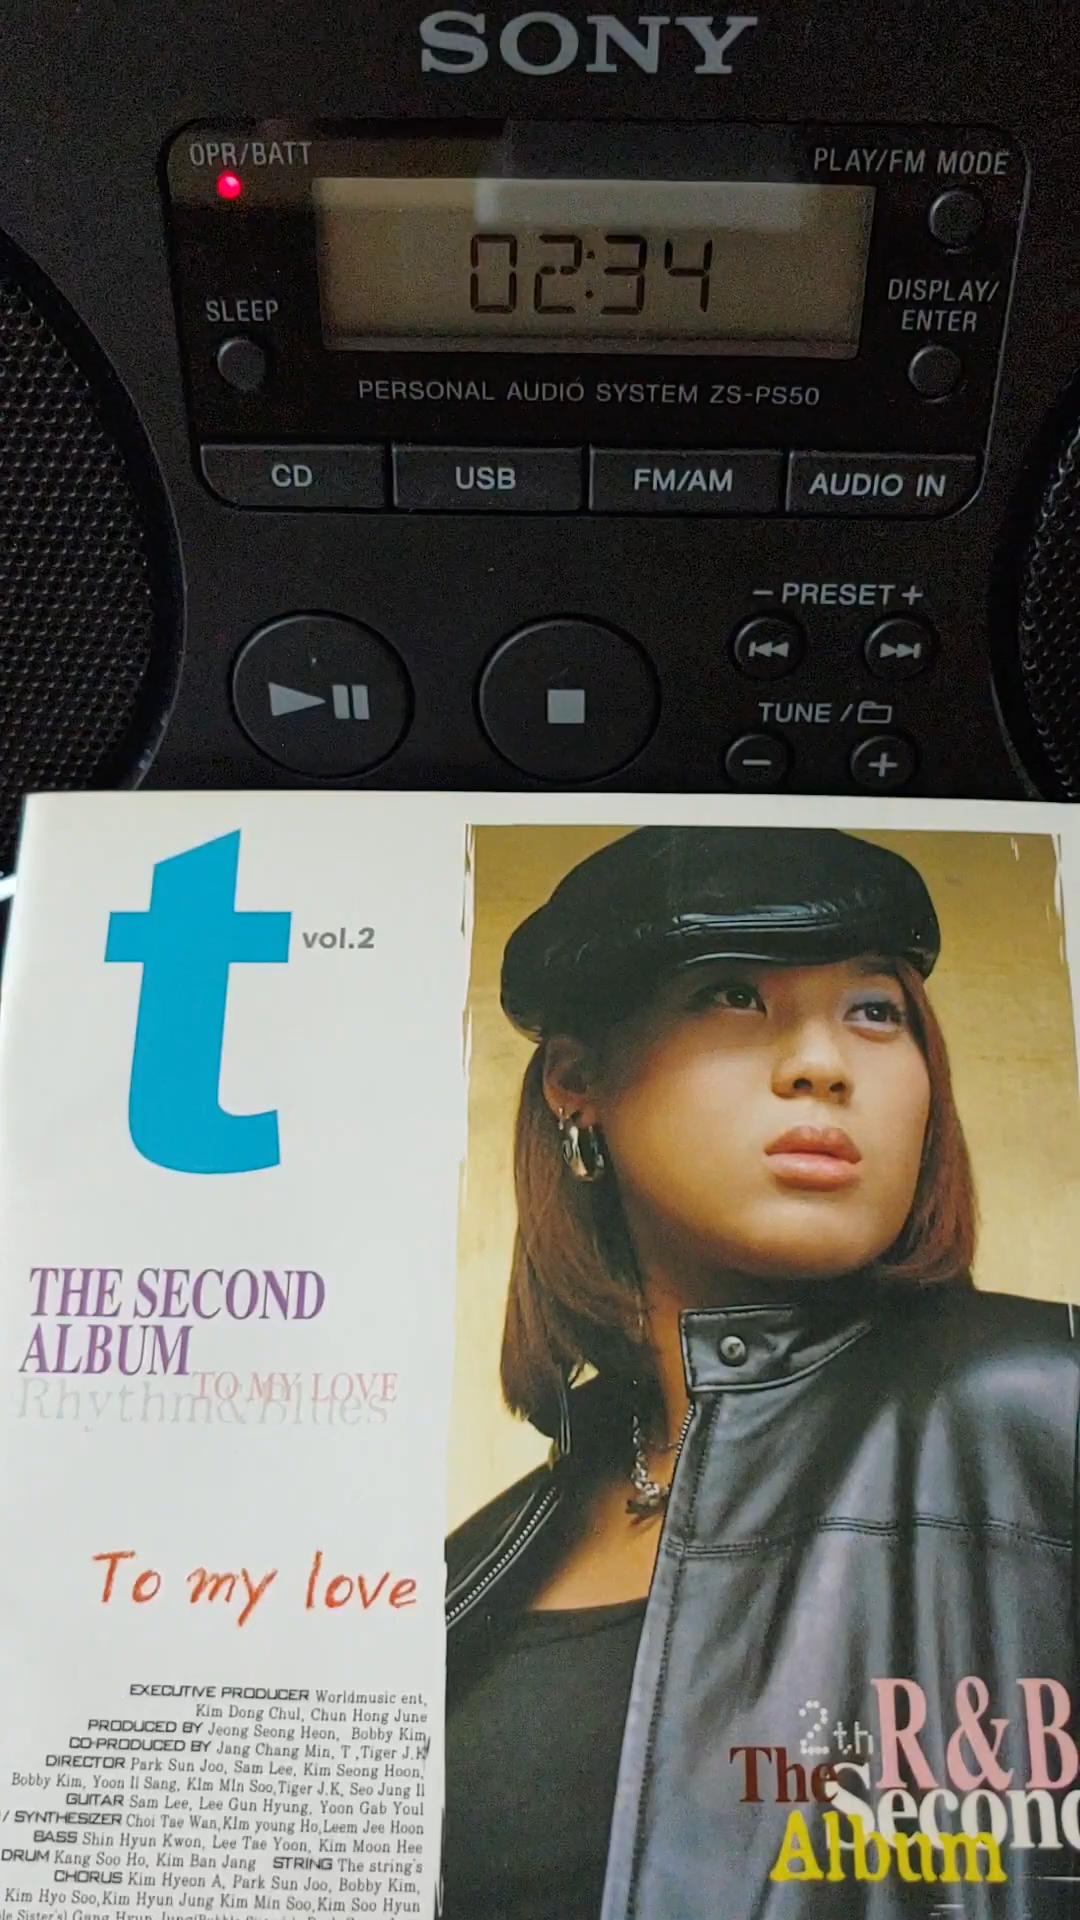 SONY
OPR/BATT
PLAY/FM MODE
02:34
SLEEP
DISPLAY/
ENTER
PERSONAL AUDIO SYSTEM ZS-PS50
CD
USB
FM/AM
AUDIO IN
– PRESET +
TUNE /
–
+
t
vol.2
THE SECOND
ALBUM
TO MY LOVE
Rhythm&Blues
To my love
EXECUTIVE PRODUCER Worldmusic ent,
Kim Dong Chul, Chun Hong June
PRODUCED BY Jeong Seong Heon, Bobby Kim
CO-PRODUCED BY Jang Chang Min, T ,Tiger J.K
DIRECTOR Park Sun Joo, Sam Lee, Kim Seong Hoon,
Bobby Kim, Yoon Il Sang, KIm MIn Soo,Tiger J.K, Seo Jung Il
GUITAR Sam Lee, Lee Gun Hyung, Yoon Gab Youl
/ SYNTHESIZER Choi Tae Wan,KIm young Ho,Leem Jee Hoon
BASS Shin Hyun Kwon, Lee Tae Yoon, Kim Moon Hee
DRUM Kang Soo Ho, Kim Ban Jang STRING The string's
CHORUS Kim Hyeon A, Park Sun Joo, Bobby Kim,
Kim Hyo Soo,Kim Hyun Jung Kim Min Soo,Kim Soo Hyun
2th R&B
The Second
Album